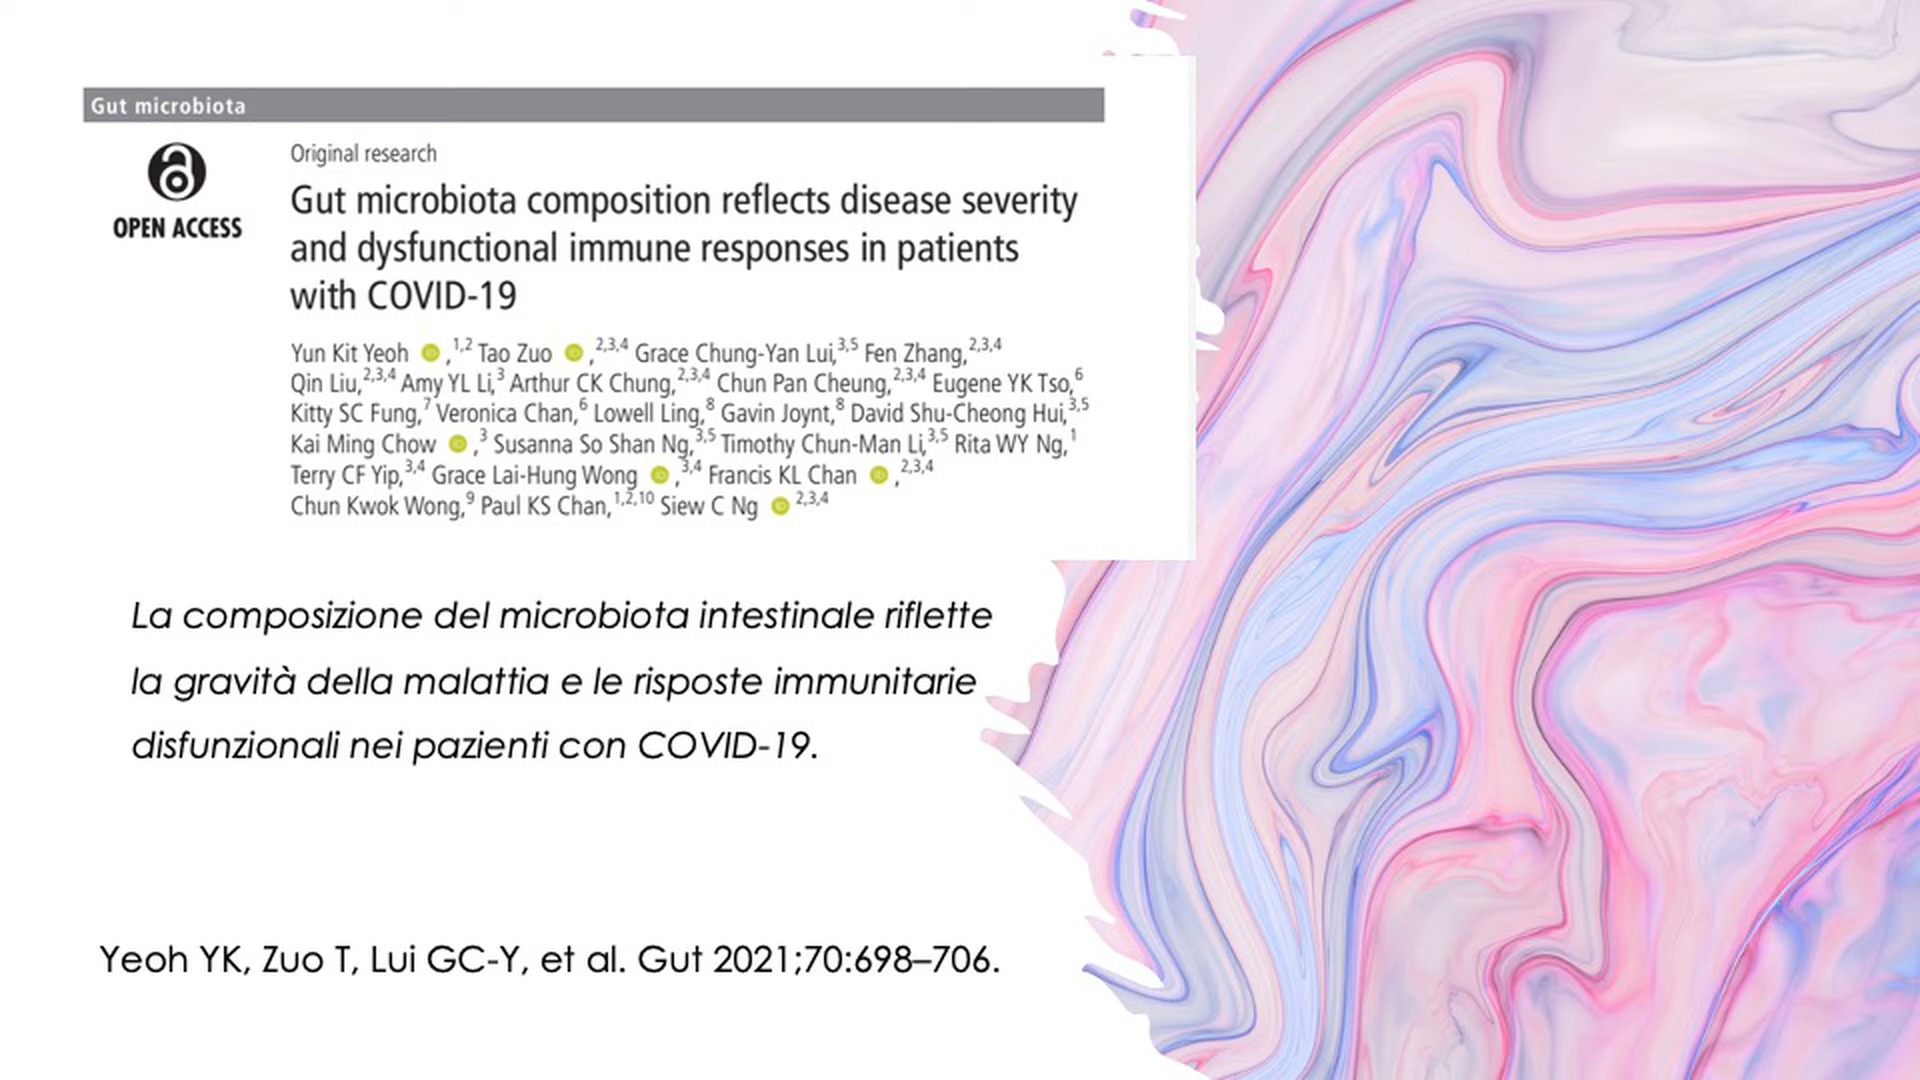 Gut microbiota
OPEN ACCESS
Original research
Gut microbiota composition reflects disease severity
and dysfunctional immune responses in patients
with COVID-19
Yun Kit Yeoh ,1,2 Tao Zuo ,2,3,4 Grace Chung-Yan Lui,3,5 Fen Zhang,2,3,4
Qin Liu,2,3,4 Amy YL Li,3 Arthur CK Chung,2,3,4 Chun Pan Cheung,2,3,4 Eugene YK Tso,6
Kitty SC Fung,7 Veronica Chan,6 Lowell Ling,8 Gavin Joynt,8 David Shu-Cheong Hui,3,5
Kai Ming Chow ,3 Susanna So Shan Ng,3,5 Timothy Chun-Man Li,3,5 Rita WY Ng,1
Terry CF Yip,3,4 Grace Lai-Hung Wong ,3,4 Francis KL Chan ,2,3,4
Chun Kwok Wong,9 Paul KS Chan,1,2,10 Siew C Ng 2,3,4
La composizione del microbiota intestinale riflette
la gravità della malattia e le risposte immunitarie
disfunzionali nei pazienti con COVID-19.
Yeoh YK, Zuo T, Lui GC-Y, et al. Gut 2021;70:698–706.